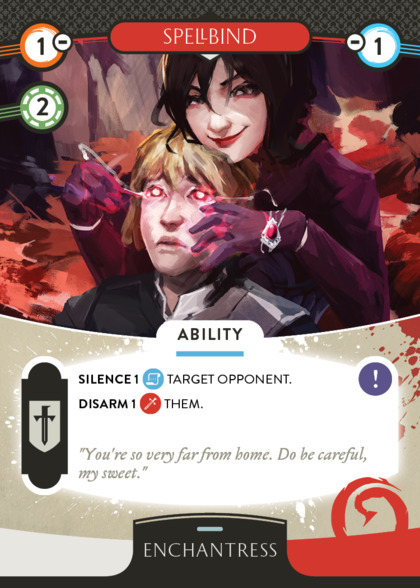 1 -
SPELLBIND
- 1
2
ABILITY
SILENCE 1 TARGET OPPONENT.
!
DISARM 1 THEM.
"You're so very far from home. Do be careful,
my sweet."
ENCHANTRESS